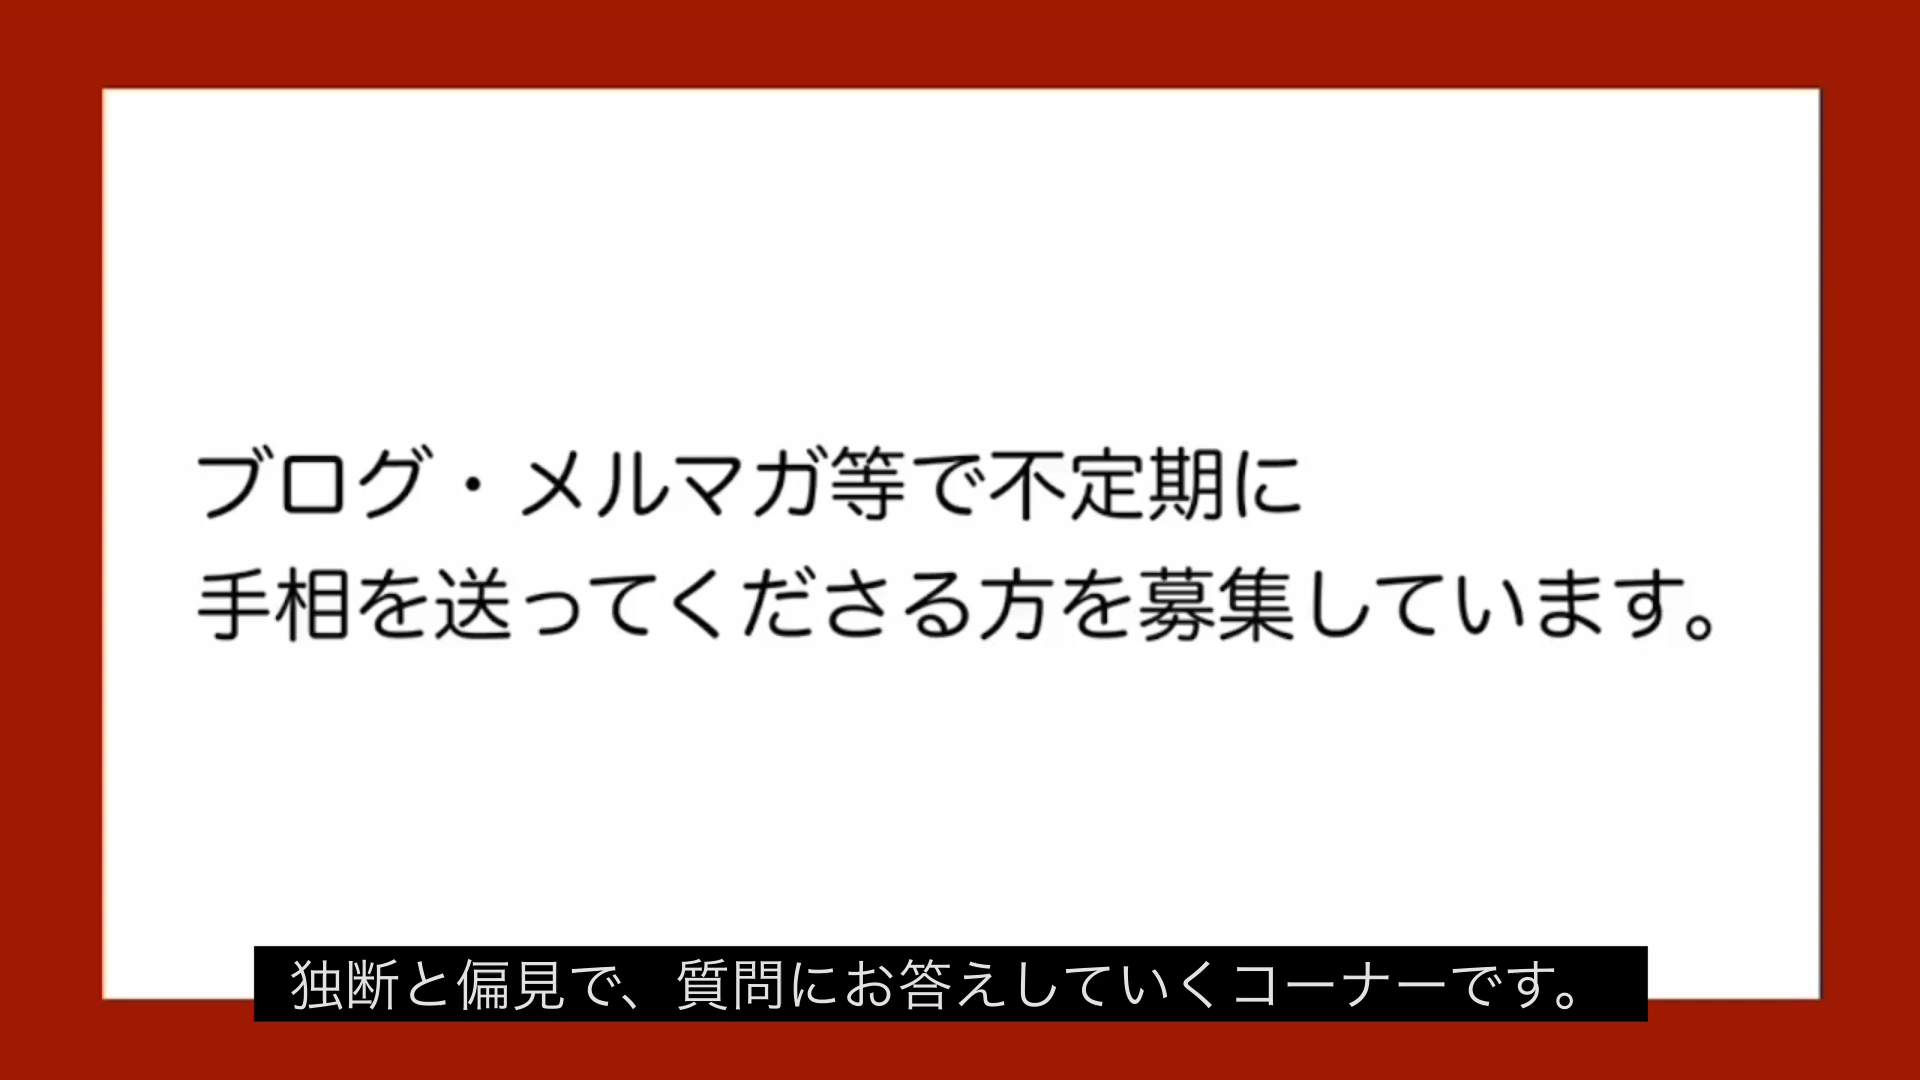 ブログ・メルマガ等で不定期に
手相を送ってくださる方を募集しています。
独断と偏見で、質問にお答えしていくコーナーです。